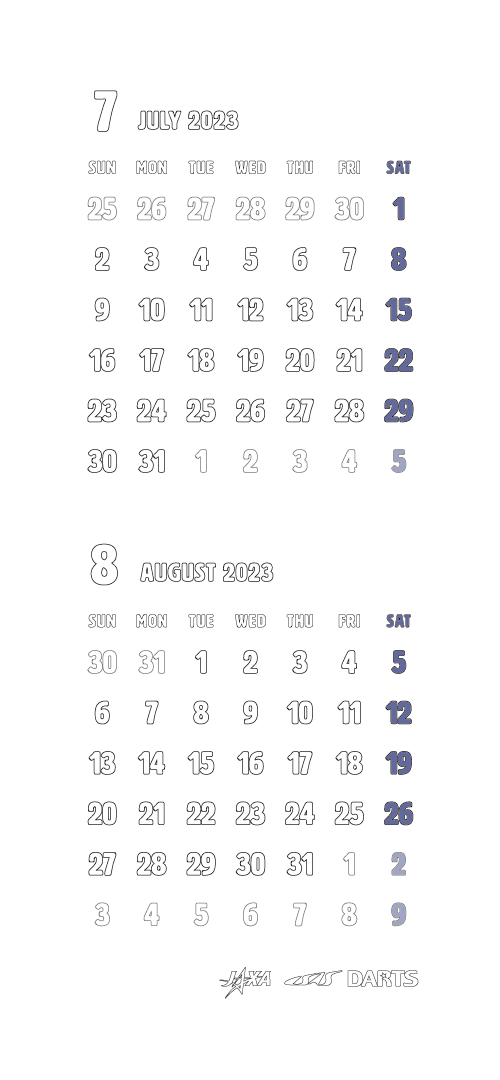 7 JULY 2023
SUN MON TUE WED THU FRI SAT
25 26 27 28 29 30 1
2 3 4 5 6 7 8
9 10 11 12 13 14 15
16 17 18 19 20 21 22
23 24 25 26 27 28 29
30 31 1 2 3 4 5
8 AUGUST 2023
SUN MON TUE WED THU FRI SAT
30 31 1 2 3 4 5
6 7 8 9 10 11 12
13 14 15 16 17 18 19
20 21 22 23 24 25 26
27 28 29 30 31 1 2
3 4 5 6 7 8 9
JAXA ISAS DARTS